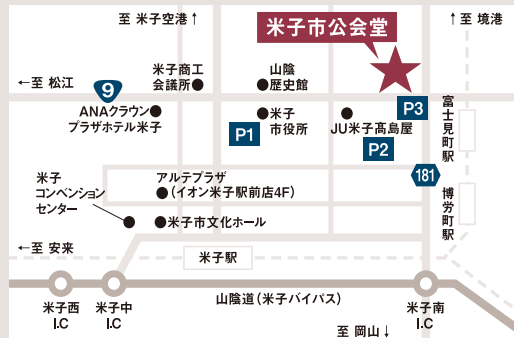 至 米子空港↑
米子市公会堂
↑至 境港
←至 松江
9
米子商工
会議所
山陰
歴史館
ANAクラウン
プラザホテル米子
P1
米子
市役所
JU米子髙島屋
P2
P3
富士見町駅
181
博労町駅
米子
コンベンション
センター
アルテプラザ
(イオン米子駅前店4F)
米子市文化ホール
←至 安来
米子駅
山陰道(米子バイパス)
米子西
I.C
米子中
I.C
米子南
I.C
至 岡山↓